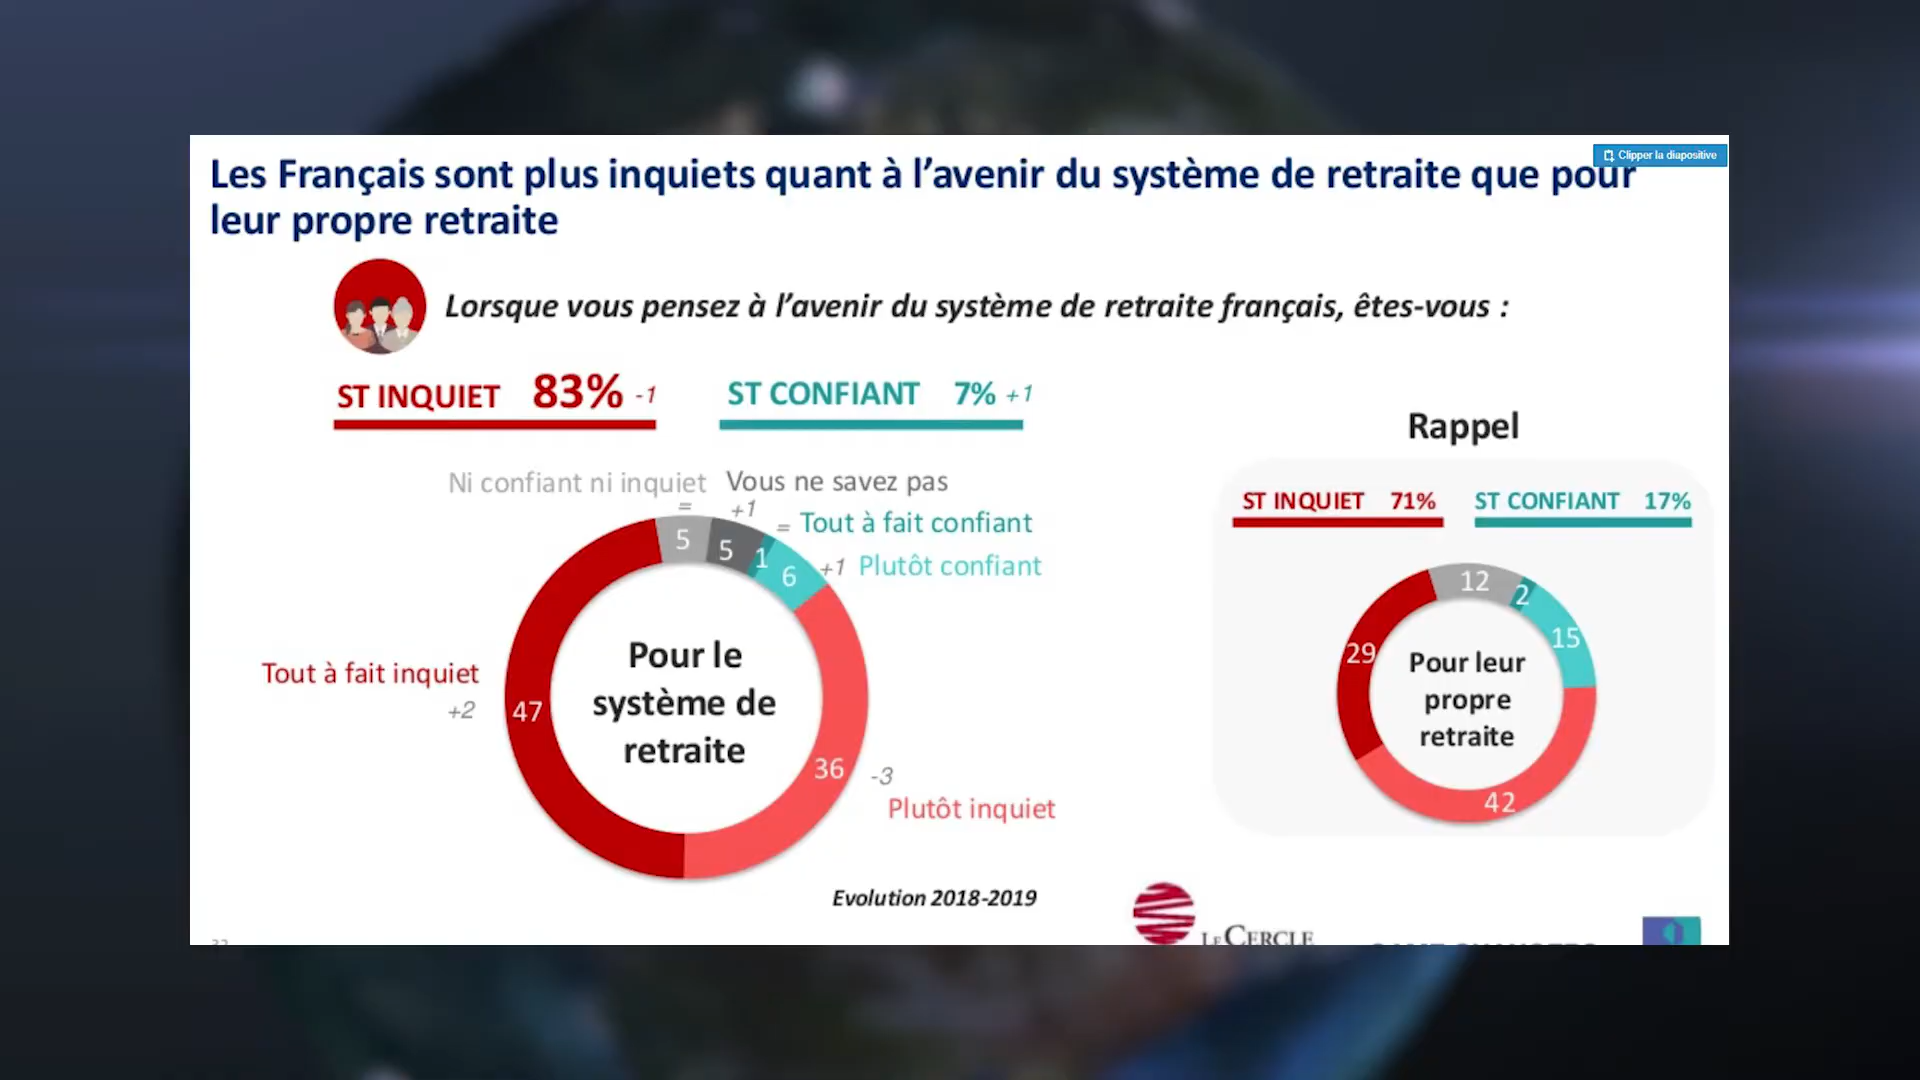 Clipper la diapositive
Les Français sont plus inquiets quant à l’avenir du système de retraite que pour
leur propre retraite
Lorsque vous pensez à l’avenir du système de retraite français, êtes-vous :
ST INQUIET 83% -1
ST CONFIANT 7% +1
Ni confiant ni inquiet
=
Vous ne savez pas
+1
= Tout à fait confiant
+1 Plutôt confiant
5
5
1
6
Tout à fait inquiet
+2
47
Pour le
système de
retraite
36
-3
Plutôt inquiet
Evolution 2018-2019
Rappel
ST INQUIET 71%
ST CONFIANT 17%
12
2
15
29
Pour leur
propre
retraite
42
LE CERCLE